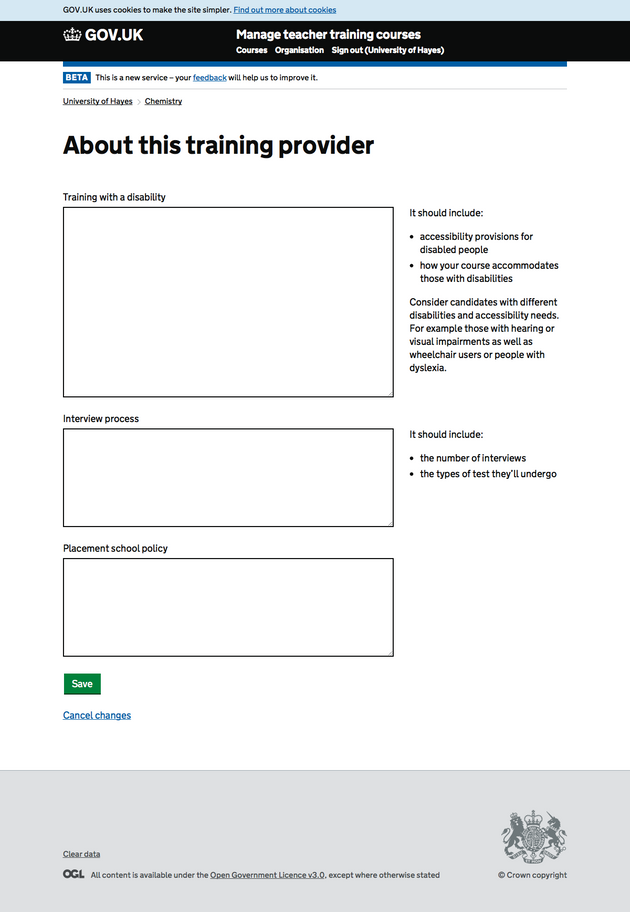 GOV.UK uses cookies to make the site simpler. Find out more about cookies
GOV.UK
Manage teacher training courses
Courses Organisation Sign out (University of Hayes)
BETA This is a new service – your feedback will help us to improve it.
University of Hayes > Chemistry
About this training provider
Training with a disability
It should include:
• accessibility provisions for
disabled people
• how your course accommodates
those with disabilities
Consider candidates with different
disabilities and accessibility needs.
For example those with hearing or
visual impairments as well as
wheelchair users or people with
dyslexia.
Interview process
It should include:
• the number of interviews
• the types of test they’ll undergo
Placement school policy
Save
Cancel changes
Clear data
OGL All content is available under the Open Government Licence v3.0, except where otherwise stated
© Crown copyright